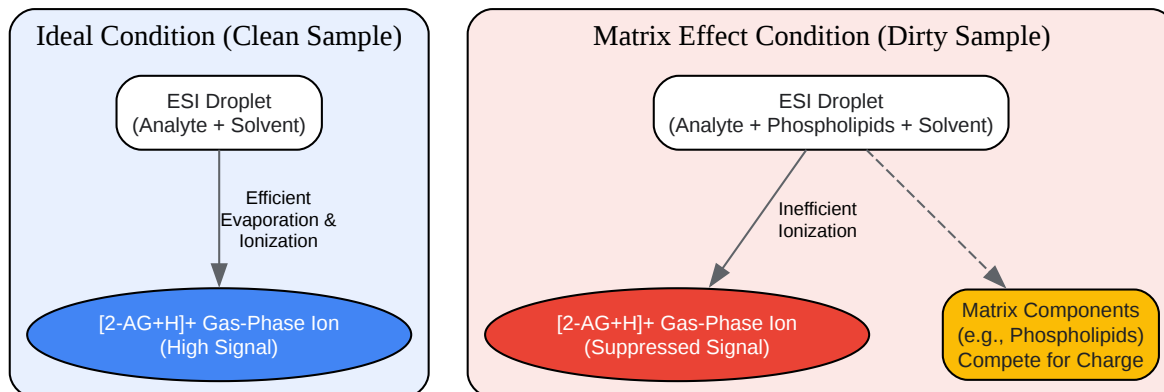 Ideal Condition (Clean Sample)
ESI Droplet
(Analyte + Solvent)
Efficient
Evaporation &
Ionization
[2-AG+H]+ Gas-Phase Ion
(High Signal)
Matrix Effect Condition (Dirty Sample)
ESI Droplet
(Analyte + Phospholipids + Solvent)
Inefficient
Ionization
[2-AG+H]+ Gas-Phase Ion
(Suppressed Signal)
Matrix Components
(e.g., Phospholipids)
Compete for Charge